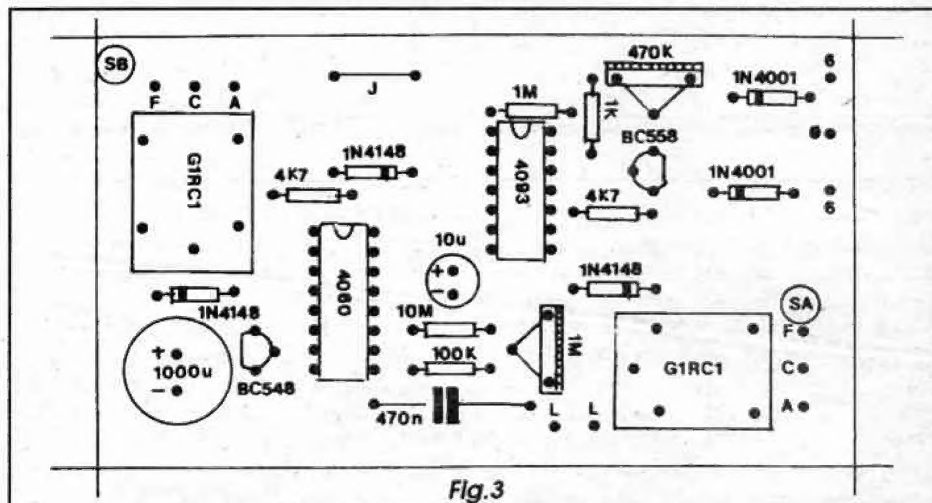 SB
F C A
G1RC1
J
1N4148
4K7
1M
1K
470K
BC558
4093
4K7
1N4001
1N4001
6
6
6
4060
10u
+
-
1N4148
+
1000u
-
BC548
10M
100K
470n
1M
L L
1N4148
G1RC1
SA
F
C
A
Fig.3